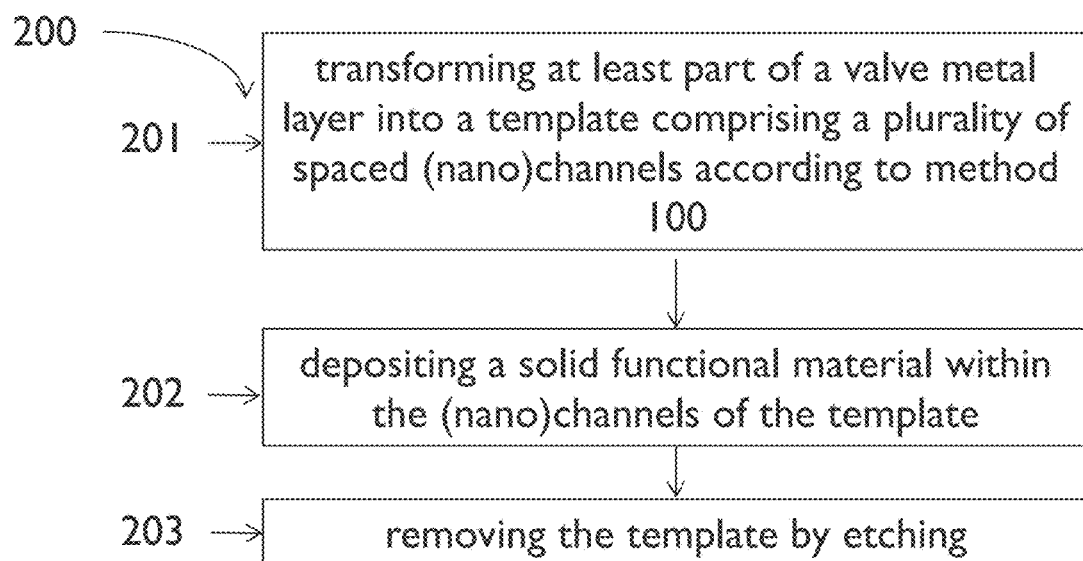 200
transforming at least part of a valve metal
201
layer into a template comprising a plurality of
spaced (nano)channels according to method
100
depositing a solid functional material within
202
the (nano)channels of the template
203
removing the template by etching